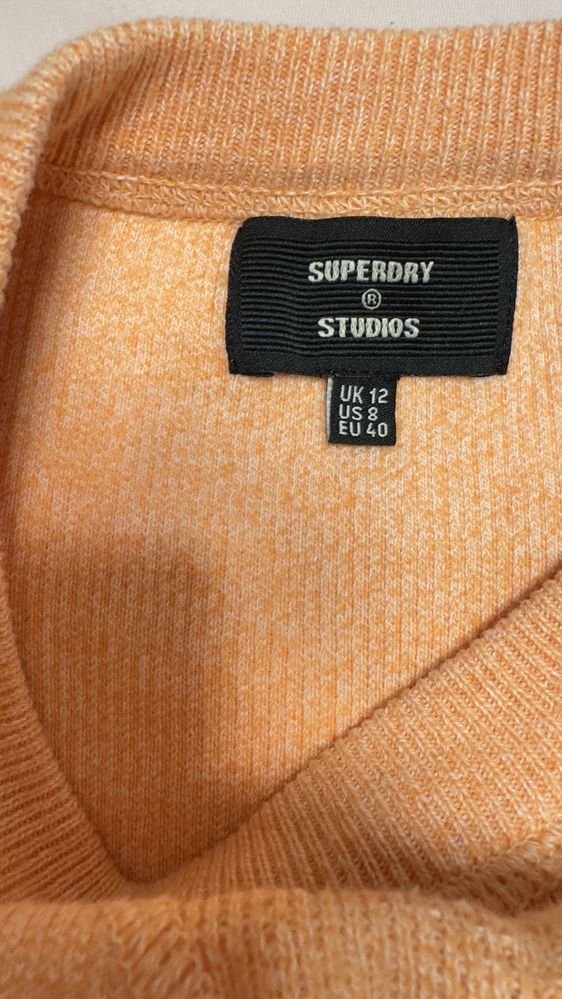 SUPERDRY
®
STUDIOS
UK 12
US 8
EU 40